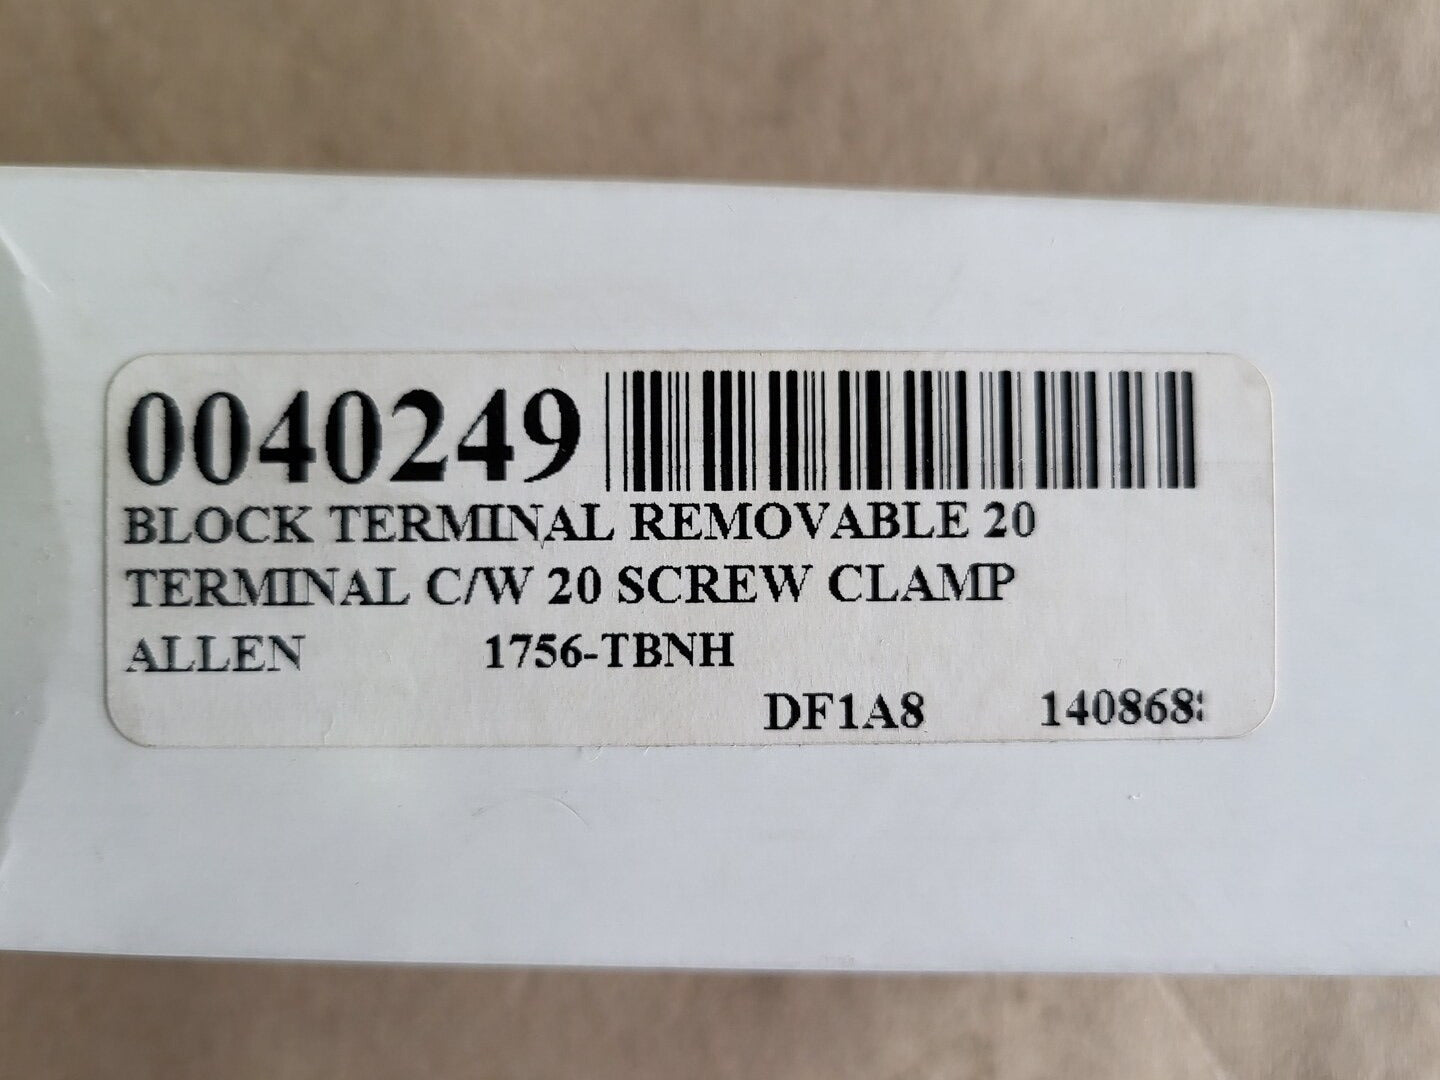 0040249
BLOCK TERMINAL REMOVABLE 20
TERMINAL C/W 20 SCREW CLAMP
ALLEN 1756-TBNH
DF1A8